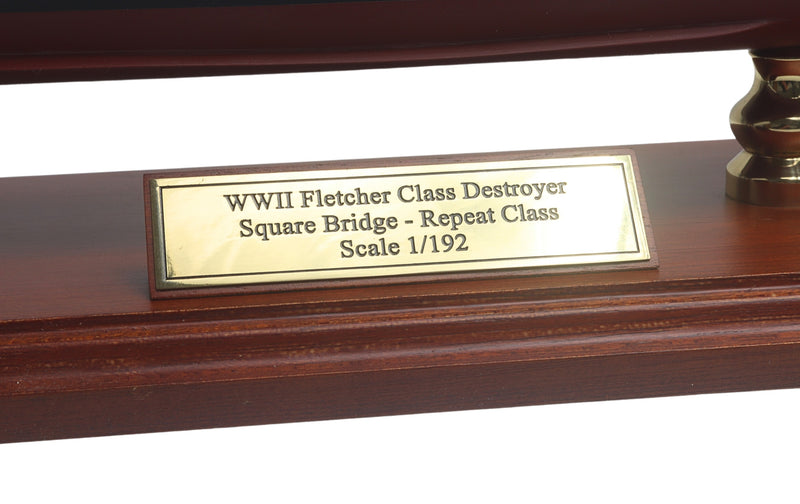 WWII Fletcher Class Destroyer
Square Bridge - Repeat Class
Scale 1/192